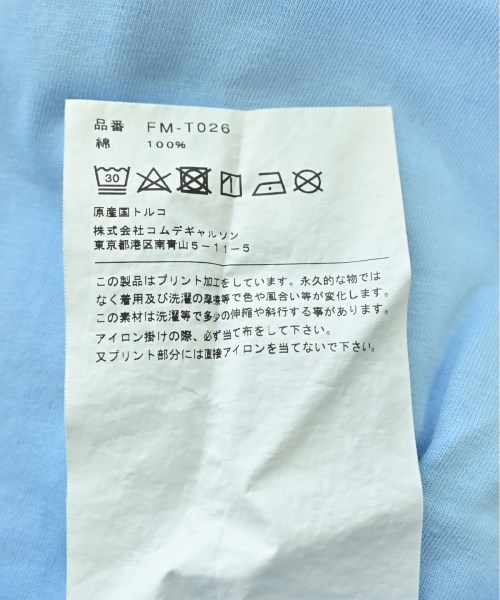 品番 FM-T026
綿 100%
30
原産国トルコ
株式会社コムデギャルソン
東京都港区南青山5-11-5
この製品はプリント加工をしています。永久的な物では
なく着用及び洗濯の摩擦等で色や風合い等が変化します。
この素材は洗濯等で多少の伸縮や斜行する事があります。
アイロン掛けの際、必ず当て布をして下さい。
又プリント部分には直接アイロンを当てないで下さい。